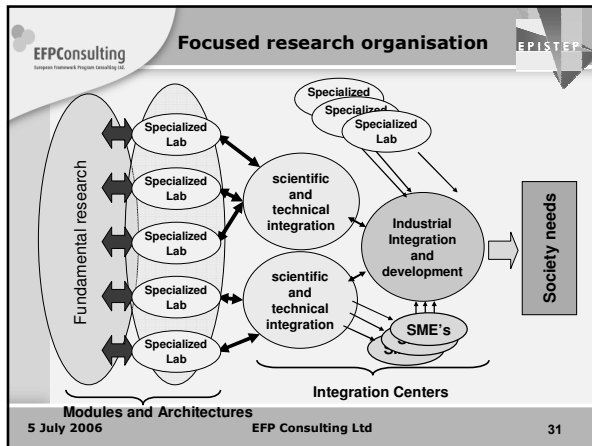 EFPConsulting
European Framework Program Consulting Ltd.
Focused research organisation
EPISTEP
Specialized
Specialized
Lab
Specialized
Lab
Specialized
Lab
Specialized
Lab
Specialized
Lab
Specialized
Lab
Specialized
Lab
Fundamental research
scientific
and
technical
integration
scientific
and
technical
integration
Industrial
Integration
and
development
Society needs
SME's
Integration Centers
Modules and Architectures
5 July 2006
EFP Consulting Ltd
31